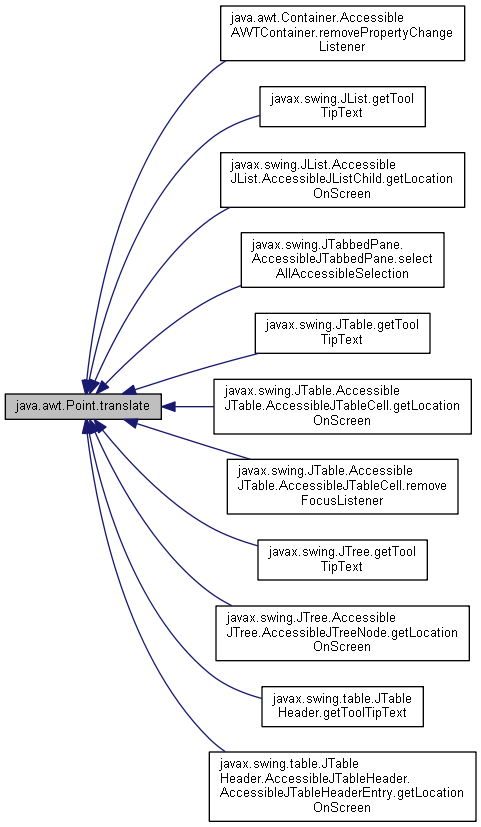 java.awt.Container.Accessible
AWTContainer.removePropertyChange
Listener
javax.swing.JList.getTool
TipText
javax.swing.JList.Accessible
JList.AccessibleJListChild.getLocation
OnScreen
javax.swing.JTabbedPane.
AccessibleJTabbedPane.select
AllAccessibleSelection
javax.swing.JTable.getTool
TipText
java.awt.Point.translate
javax.swing.JTable.Accessible
JTable.AccessibleJTableCell.getLocation
OnScreen
javax.swing.JTable.Accessible
JTable.AccessibleJTableCell.remove
FocusListener
javax.swing.JTree.getTool
TipText
javax.swing.JTree.Accessible
JTree.AccessibleJTreeNode.getLocation
OnScreen
javax.swing.table.JTable
Header.getToolTipText
javax.swing.table.JTable
Header.AccessibleJTableHeader.
AccessibleJTableHeaderEntry.getLocation
OnScreen